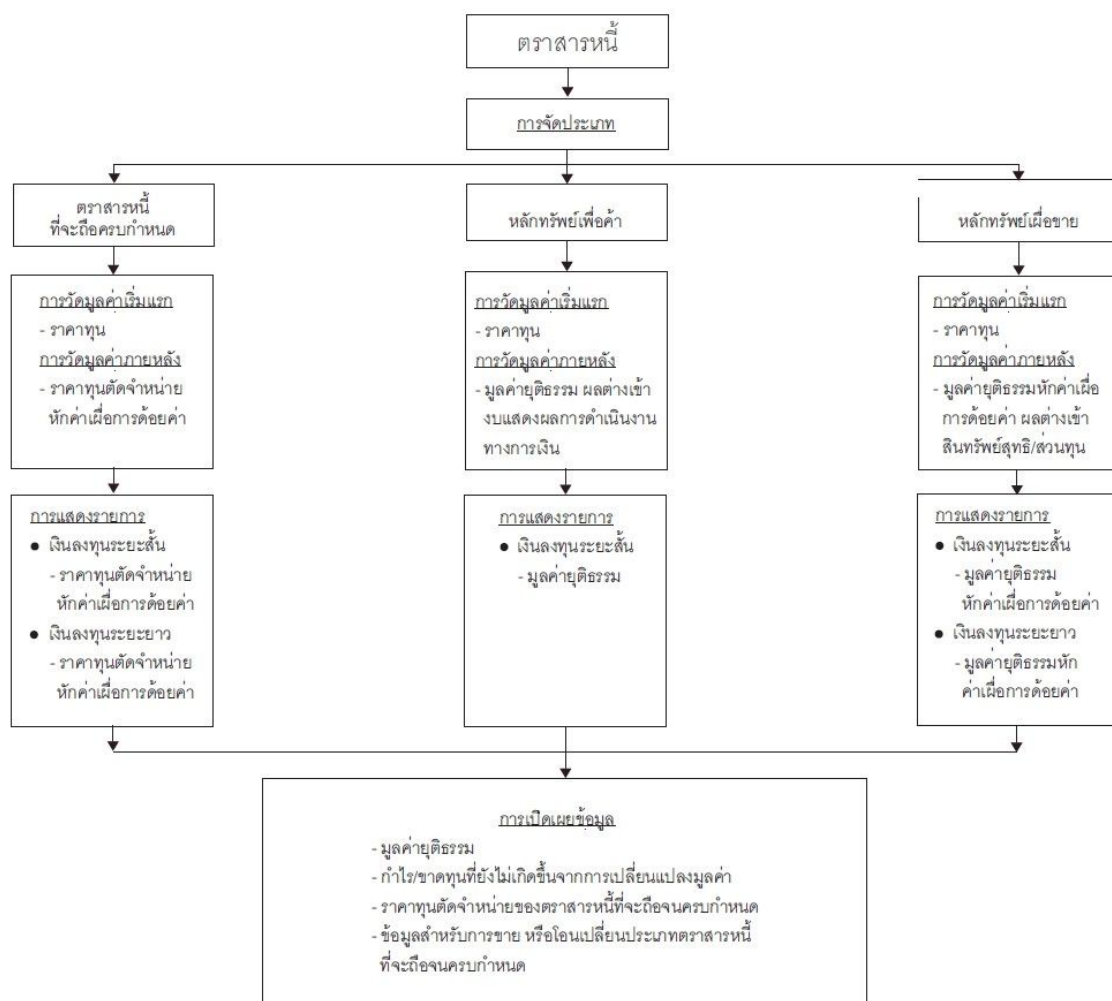 ตราสารหนี้
การจัดประเภท
ตราสารหนี้
ที่จะถือครบกำหนด
การวัดมูลค่าเริ่มแรก
- ราคาทุน
การวัดมูลค่าภายหลัง
- ราคาทุนตัดจำหน่าย
หักค่าเผื่อการด้อยค่า
การแสดงรายการ
● เงินลงทุนระยะสั้น
- ราคาทุนตัดจำหน่าย
หักค่าเผื่อการด้อยค่า
● เงินลงทุนระยะยาว
- ราคาทุนตัดจำหน่าย
หักค่าเผื่อการด้อยค่า
หลักทรัพย์เพื่อค้า
การวัดมูลค่าเริ่มแรก
- ราคาทุน
การวัดมูลค่าภายหลัง
- มูลค่ายุติธรรม ผลต่างเข้า
งบแสดงผลการดำเนินงาน
ทางการเงิน
การแสดงรายการ
● เงินลงทุนระยะสั้น
- มูลค่ายุติธรรม
หลักทรัพย์เผื่อขาย
การวัดมูลค่าเริ่มแรก
- ราคาทุน
การวัดมูลค่าภายหลัง
- มูลค่ายุติธรรมหักค่าเผื่อ
การด้อยค่า ผลต่างเข้า
สินทรัพย์สุทธิ/ส่วนทุน
การแสดงรายการ
● เงินลงทุนระยะสั้น
- มูลค่ายุติธรรม
หักค่าเผื่อการด้อยค่า
● เงินลงทุนระยะยาว
- มูลค่ายุติธรรมหัก
ค่าเผื่อการด้อยค่า
การเปิดเผยข้อมูล
- มูลค่ายุติธรรม
- กำไร/ขาดทุนที่ยังไม่เกิดขึ้นจากการเปลี่ยนแปลงมูลค่า
- ราคาทุนตัดจำหน่ายของตราสารหนี้ที่จะถือจนครบกำหนด
- ข้อมูลสำหรับการขาย หรือโอนเปลี่ยนประเภทตราสารหนี้
ที่จะถือจนครบกำหนด